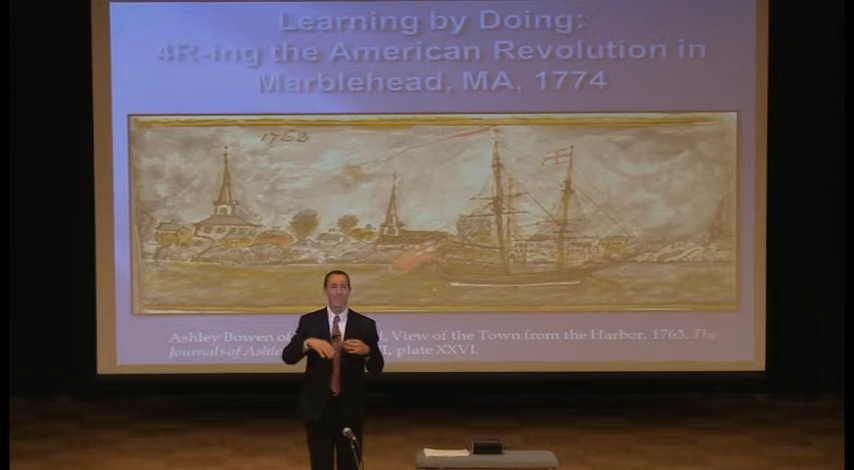 Learning by Doing:
4R-ing the American Revolution in
Marblehead, MA, 1774
1763
Ashley Bowen of View of the Town from the Harbor, 1763. The
Journals of Ashle plate XXVI.